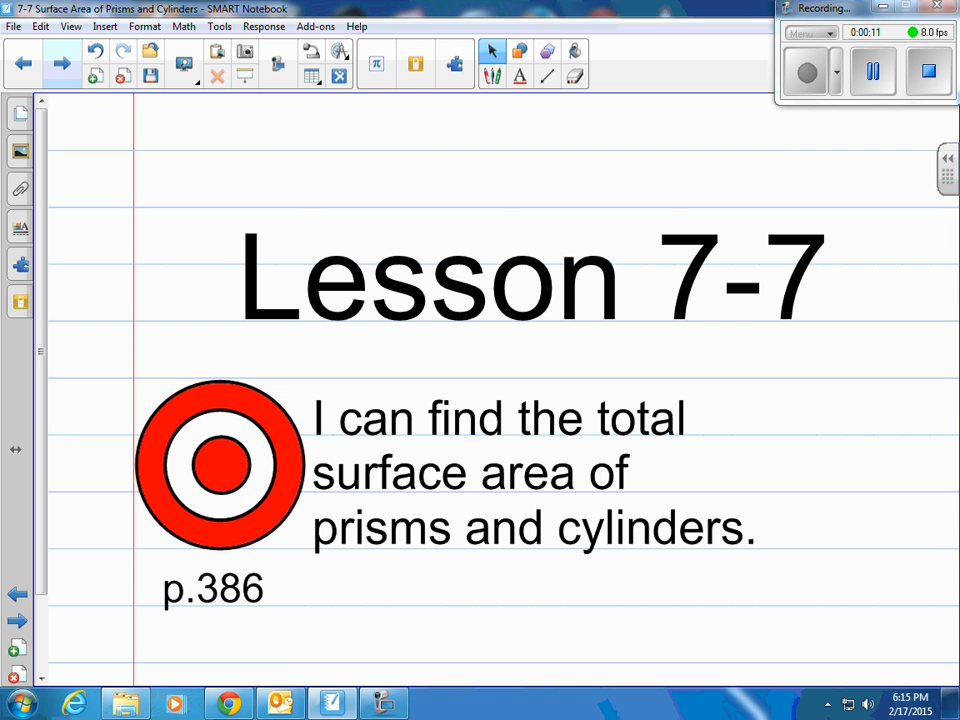 7-7 Surface Area of Prisms and Cylinders - SMART Notebook
Recording...
File Edit View Insert Format Math Tools Response Add-ons Help
Menu 0:00:11 8.0 fps
Lesson 7-7
I can find the total
surface area of
prisms and cylinders.
p.386
6:15 PM
2/17/2015